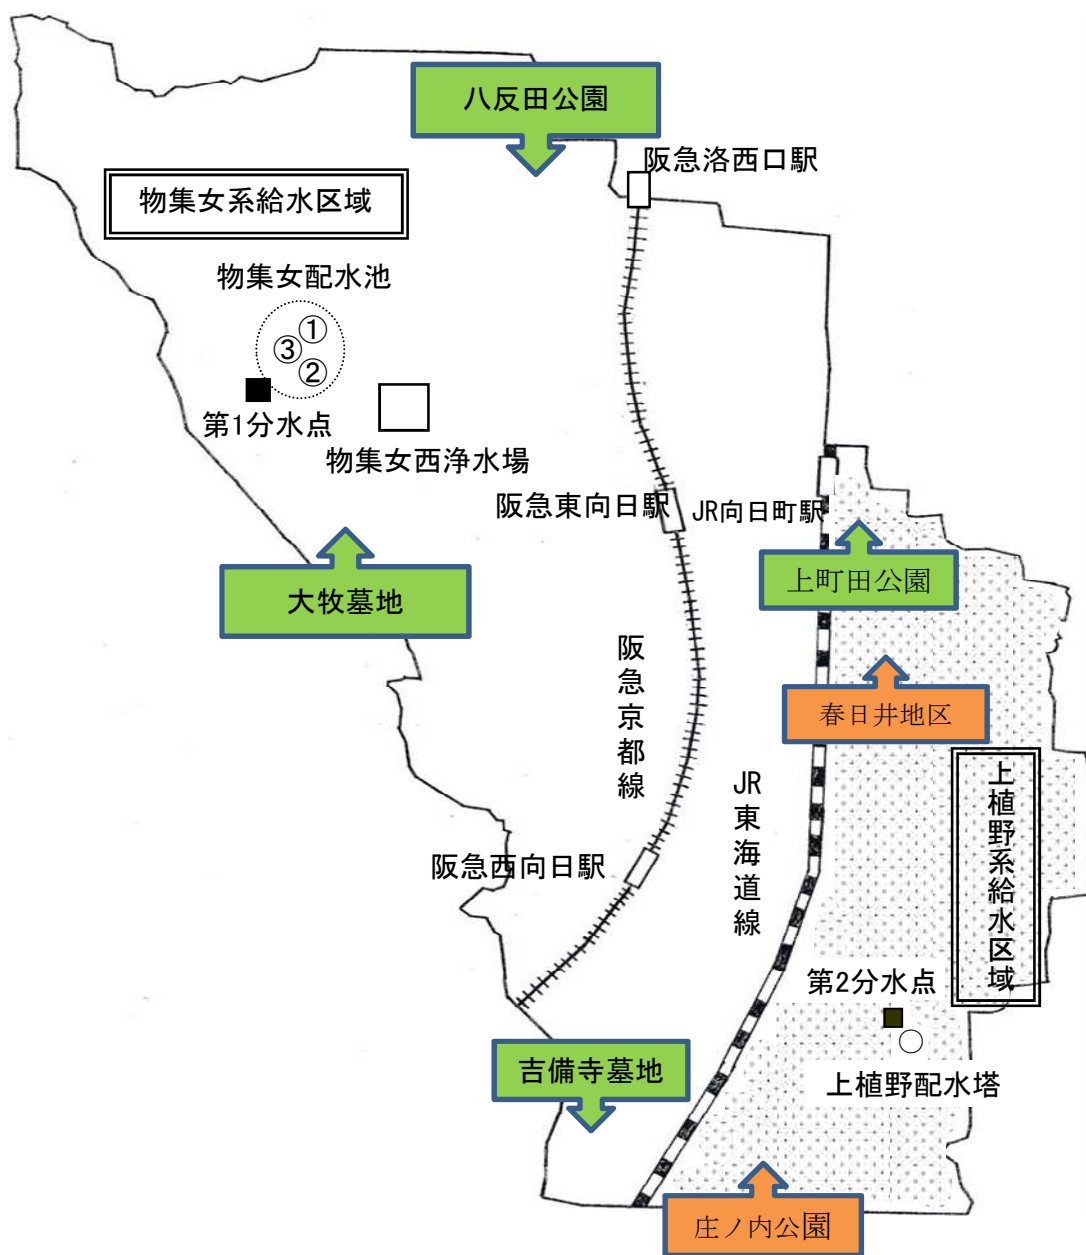 八反田公園
阪急洛西口駅
物集女系給水区域
物集女配水池
①
③
②
第1分水点
物集女西浄水場
阪急東向日駅
JR向日町駅
上町田公園
大牧墓地
阪急京都線
春日井地区
JR東海道線
上植野系給水区域
阪急西向日駅
第2分水点
吉備寺墓地
上植野配水塔
庄ノ内公園